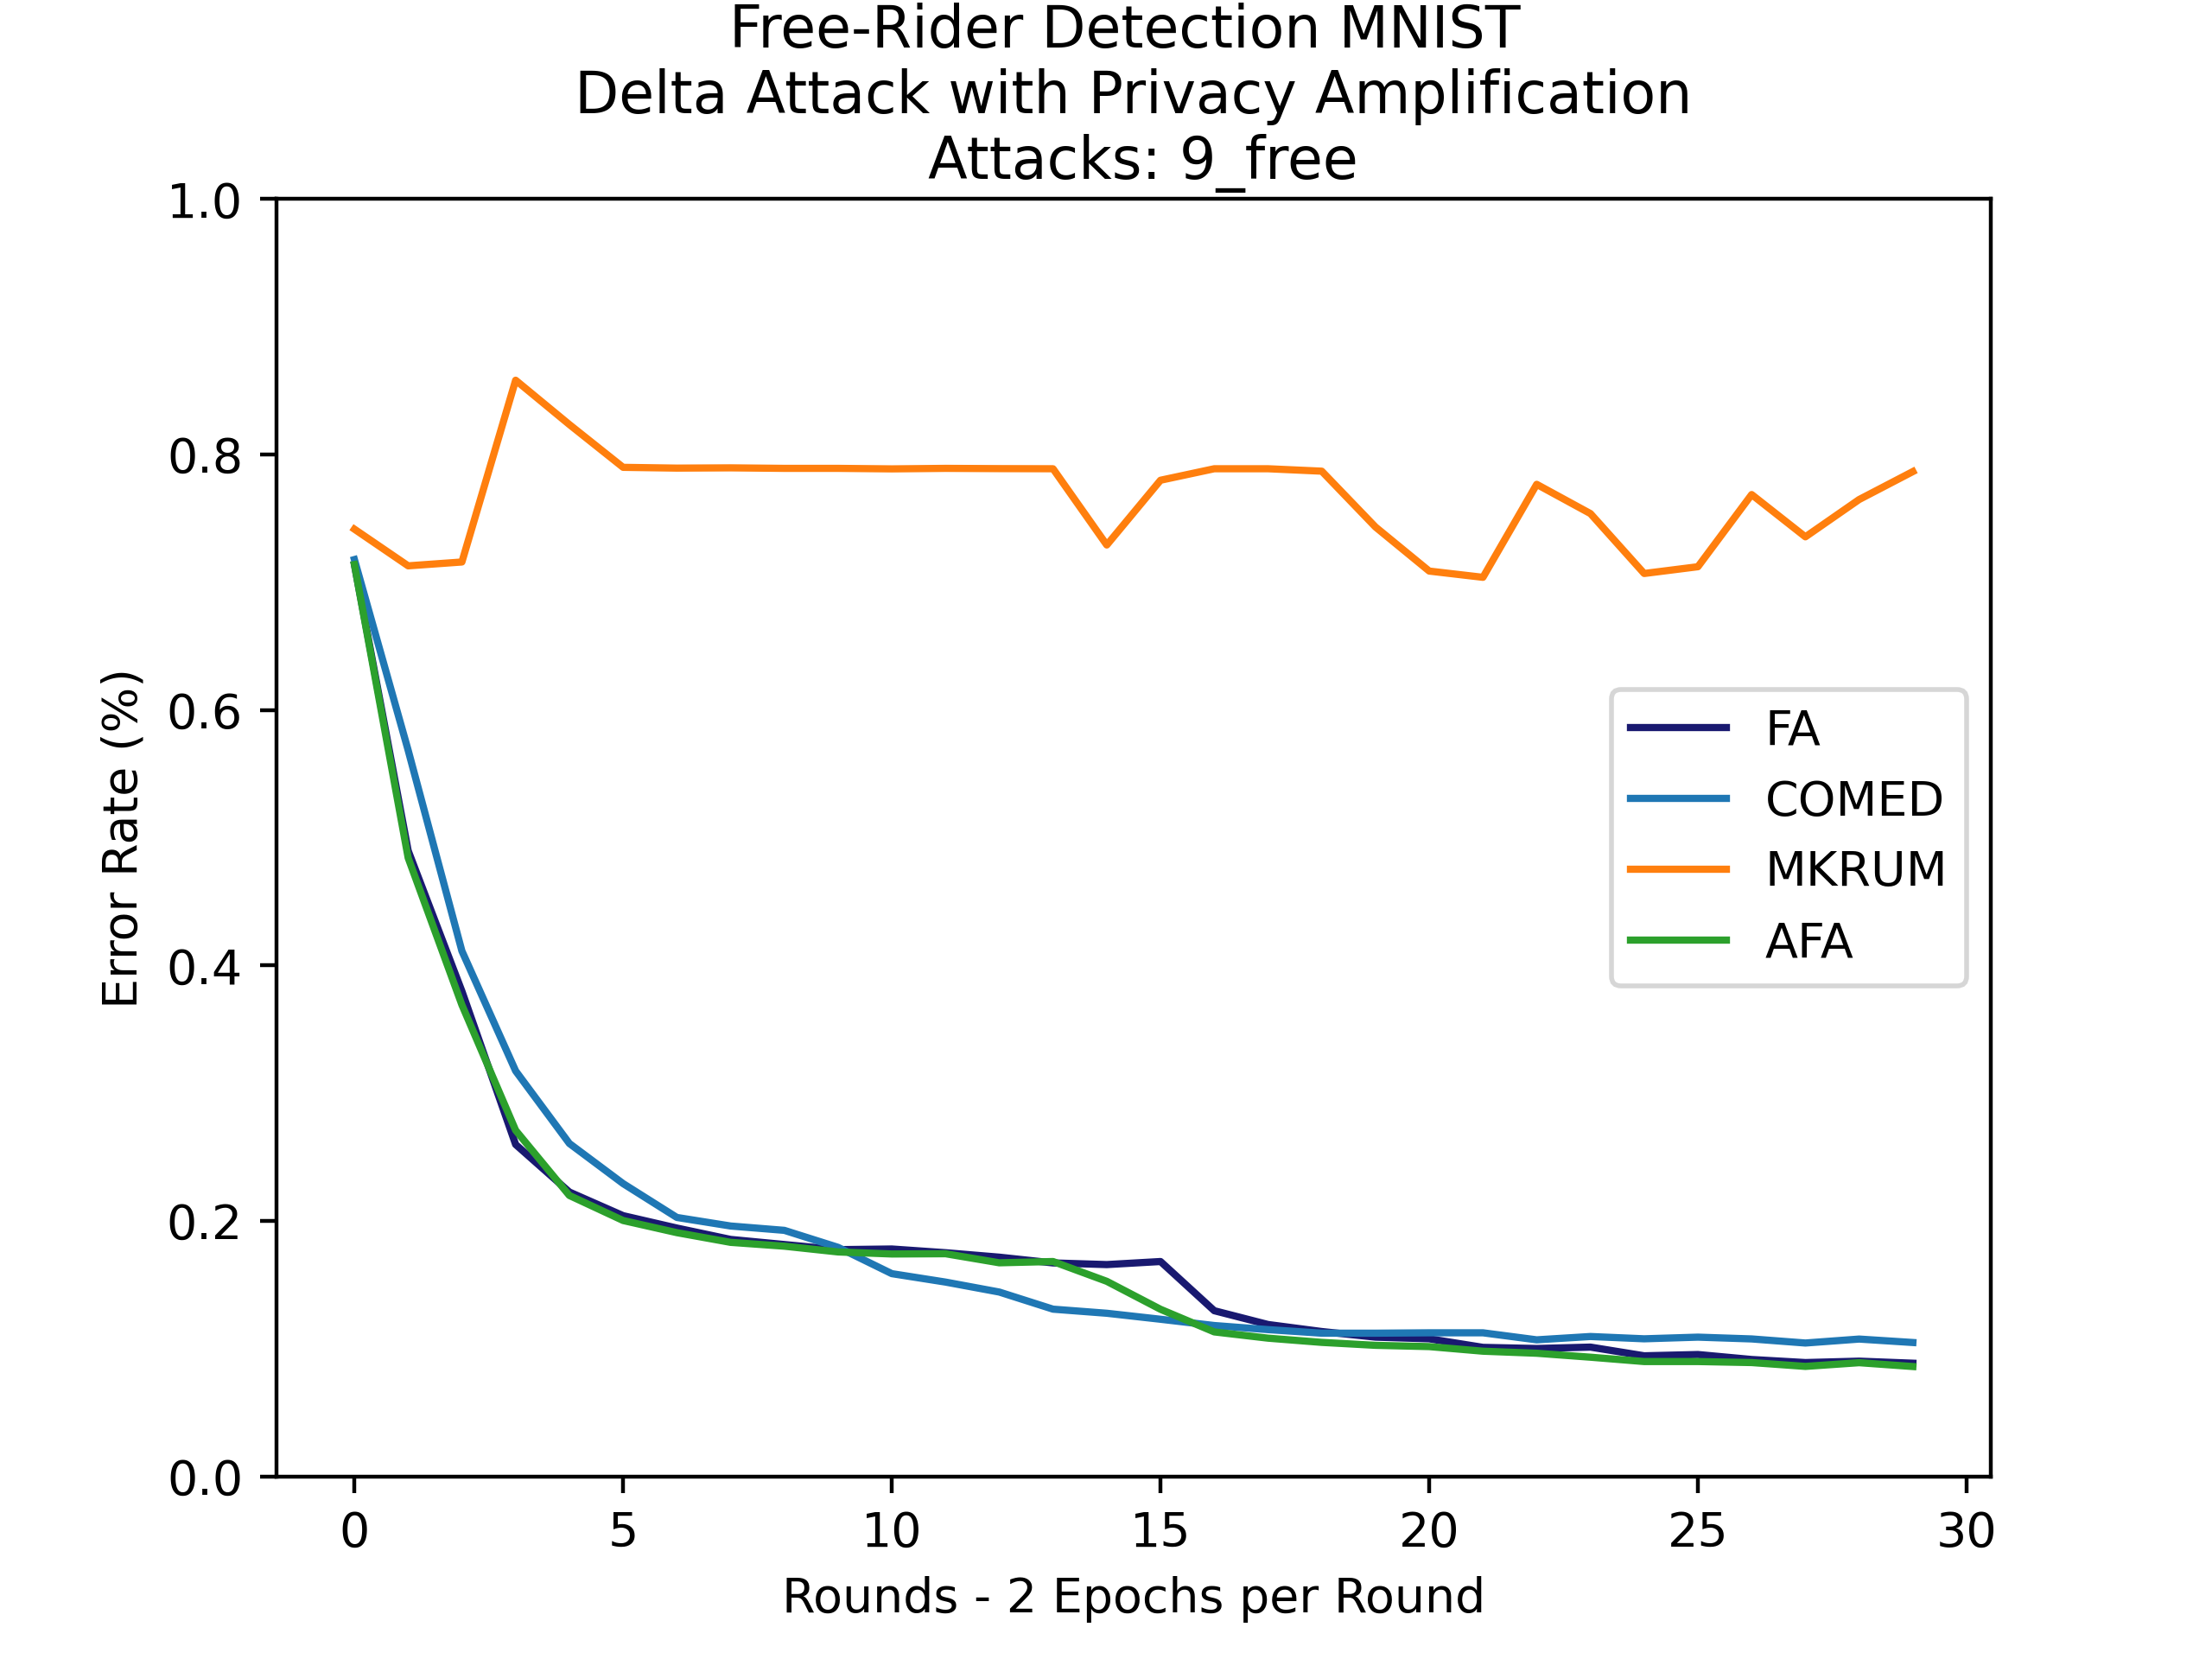 Free-Rider Detection MNIST
Delta Attack with Privacy Amplification
Attacks: 9_free
1.0
0.8
0.6
0.4
0.2
0.0
Error Rate (%)
FA
COMED
MKRUM
AFA
0 5 10 15 20 25 30
Rounds - 2 Epochs per Round